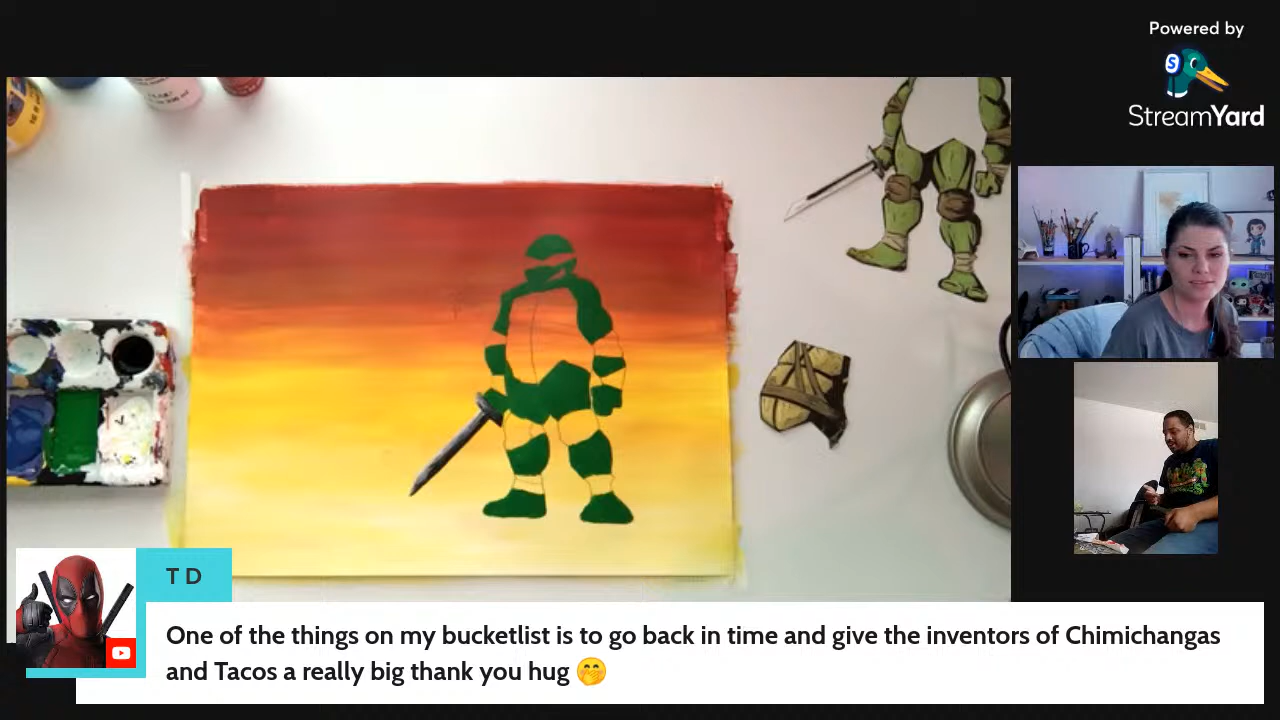 Powered by
StreamYard
T D
One of the things on my bucketlist is to go back in time and give the inventors of Chimichangas
and Tacos a really big thank you hug 🤭